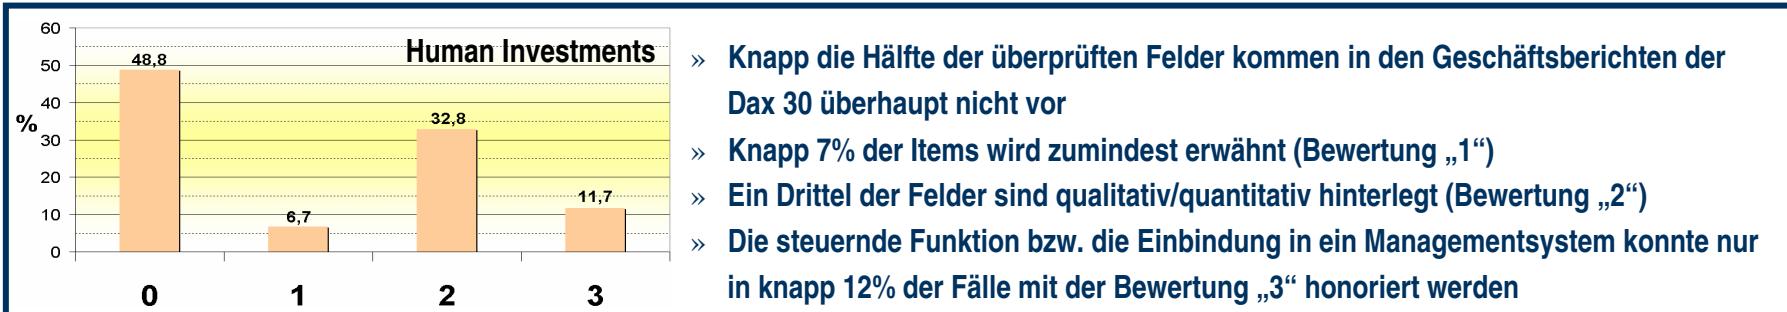 Human Investments
%
60
50
40
30
20
10
0
48,8
6,7
32,8
11,7
0 1 2 3
» Knapp die Hälfte der überprüften Felder kommen in den Geschäftsberichten der
Dax 30 überhaupt nicht vor
» Knapp 7% der Items wird zumindest erwähnt (Bewertung „1“)
» Ein Drittel der Felder sind qualitativ/quantitativ hinterlegt (Bewertung „2“)
» Die steuernde Funktion bzw. die Einbindung in ein Managementsystem konnte nur
in knapp 12% der Fälle mit der Bewertung „3“ honoriert werden